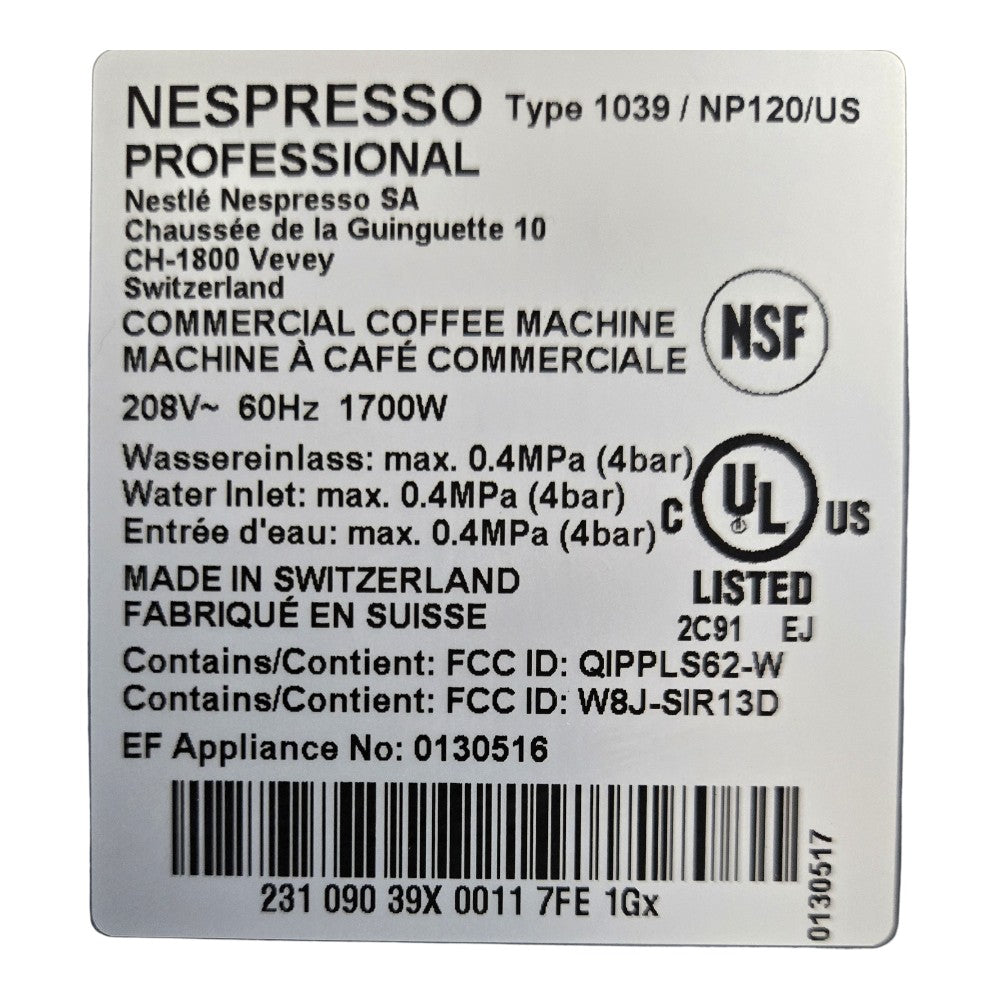 NESPRESSO Type 1039 / NP120/US
PROFESSIONAL
Nestlé Nespresso SA
Chaussée de la Guinguette 10
CH-1800 Vevey
Switzerland
COMMERCIAL COFFEE MACHINE
MACHINE À CAFÉ COMMERCIALE
NSF
208V~ 60Hz 1700W
Wassereinlass: max. 0.4MPa (4bar)
Water Inlet: max. 0.4MPa (4bar)
Entrée d'eau: max. 0.4MPa (4bar)
C UL ® US
LISTED
2C91 EJ
MADE IN SWITZERLAND
FABRIQUÉ EN SUISSE
Contains/Contient: FCC ID: QIPPLS62-W
Contains/Contient: FCC ID: W8J-SIR13D
EF Appliance No: 0130516
231 090 39X 0011 7FE 1Gx
0130517